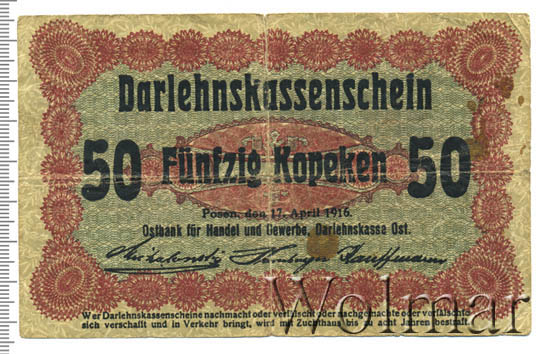 Darlehnskassenschein
50 Fünfzig Kopeken 50
Posen, den 17. April 1916.
Ostbank für Handel und Gewerbe, Darlehnskasse Ost.
Kauffmann
Wer Darlehnskassenscheine nachmacht oder verfälscht oder nachgemachte oder verfälschte
sich verschafft und in Verkehr bringt, wird mit Zuchthaus bis zu acht Jahren bestraft.
Wolmar